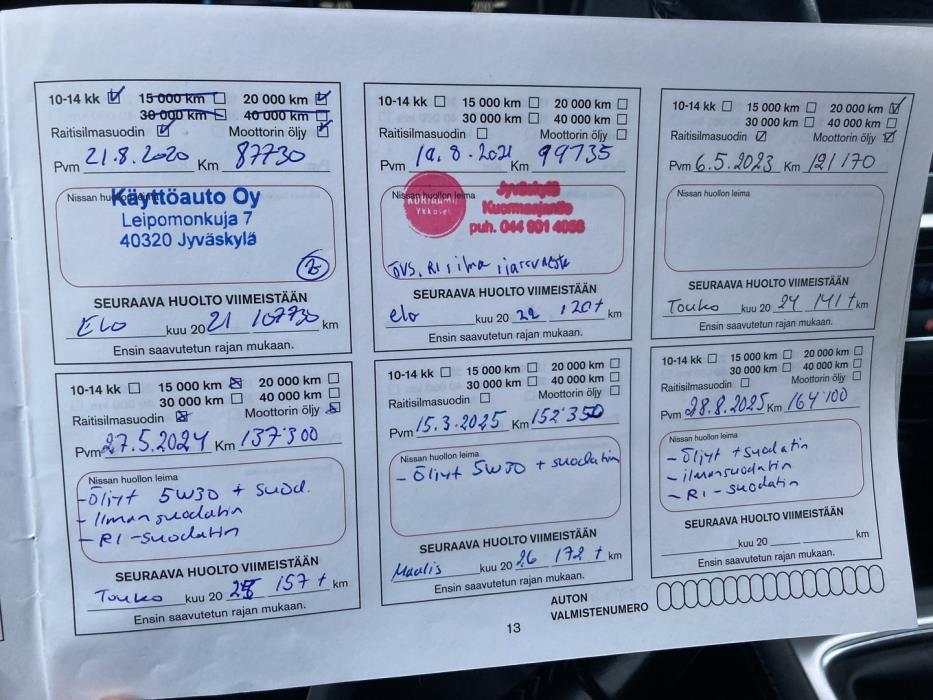 10-14 kk 15 000 km 20 000 km
30 000 km 40 000 km
Raitisilmasuodin Moottorin öljy
Pvm 21.8.2020 Km 87730
Nissan huollon leima
Käyttöauto Oy
Leipomonkuja 7
40320 Jyväskylä
SEURAAVA HUOLTO VIIMEISTÄÄN
Elo kuu 20 21 107730 km
Ensin saavutetun rajan mukaan.
10-14 kk 15 000 km 20 000 km
30 000 km 40 000 km
Raitisilmasuodin Moottorin öljy
Pvm 8.2021 Km 99735
Nissan huollon leima
Ykköset
Jyväskylä
Kuormaajantie
puh. 044 901 4056
ÖVS, RIsilma
SEURAAVA HUOLTO VIIMEISTÄÄN
elo kuu 20 22 120 t km
Ensin saavutetun rajan mukaan.
10-14 kk 15 000 km 20 000 km
30 000 km 40 000 km
Raitisilmasuodin Moottorin öljy
Pvm 6.5.2023 Km 121170
Nissan huollon leima
SEURAAVA HUOLTO VIIMEISTÄÄN
Touko kuu 20 24 141 t km
Ensin saavutetun rajan mukaan.
10-14 kk 15 000 km 20 000 km
30 000 km 40 000 km
Raitisilmasuodin Moottorin öljy
Pvm 27.5.2024 Km 137'300
Nissan huollon leima
- Öljyt 5W30 + suod.
- Ilmansuodatin
- RI-suodatin
SEURAAVA HUOLTO VIIMEISTÄÄN
Touko kuu 20 25 157 t km
Ensin saavutetun rajan mukaan.
10-14 kk 15 000 km 20 000 km
30 000 km 40 000 km
Raitisilmasuodin Moottorin öljy
Pvm 15.3.2025 Km 152'350
Nissan huollon leima
- Öljyt 5W30 + suodatin
SEURAAVA HUOLTO VIIMEISTÄÄN
Maalis kuu 20 26 172 t km
Ensin saavutetun rajan mukaan.
10-14 kk 15 000 km 20 000 km
30 000 km 40 000 km
Raitisilmasuodin Moottorin öljy
Pvm 28.8.2025 Km 164'100
Nissan huollon leima
- Öljyt + suodatin
- ilmansuodatin
- RI-suodatin
SEURAAVA HUOLTO VIIMEISTÄÄN
kuu 20 km
Ensin saavutetun rajan mukaan.
AUTON
VALMISTENUMERO
13